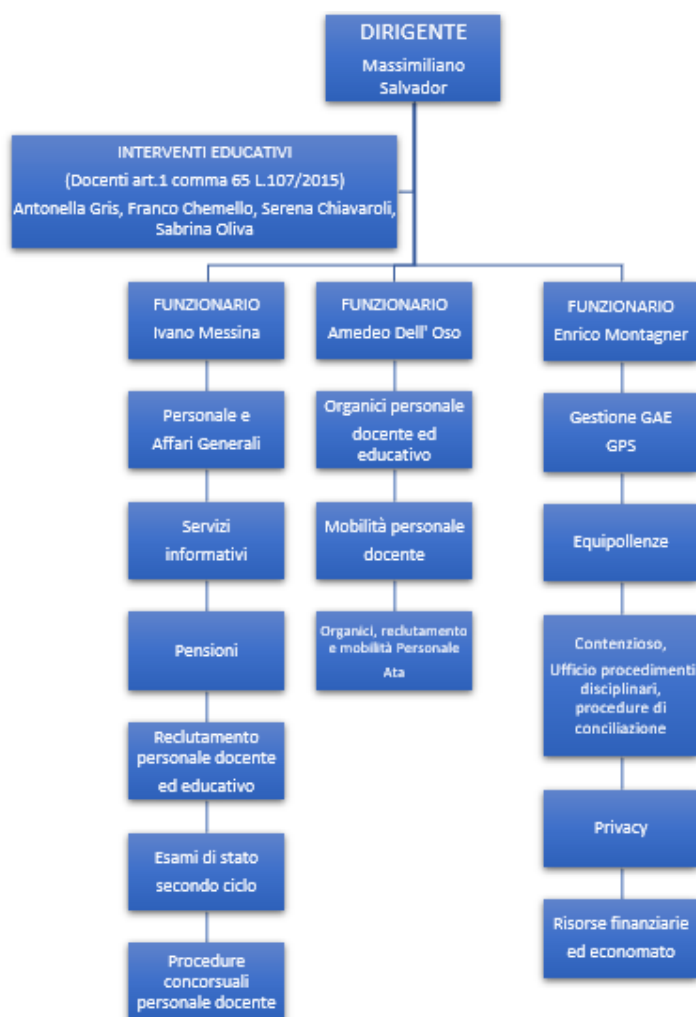 DIRIGENTE
Massimiliano
Salvador
INTERVENTI EDUCATIVI
(Docenti art.1 comma 65 L.107/2015)
Antonella Gris, Franco Chemello, Serena Chiavaroli,
Sabrina Oliva
FUNZIONARIO
Ivano Messina
Personale e
Affari Generali
Servizi
informativi
Pensioni
Reclutamento
personale docente
ed educativo
Esami di stato
secondo ciclo
Procedure
concorsuali
personale docente
FUNZIONARIO
Amedeo Dell' Oso
Organici personale
docente ed
educativo
Mobilità personale
docente
Organici, reclutamento
e mobilità Personale
Ata
FUNZIONARIO
Enrico Montagner
Gestione GAE
GPS
Equipollenze
Contenzioso,
Ufficio procedimenti
disciplinari,
procedure di
conciliazione
Privacy
Risorse finanziarie
ed economato